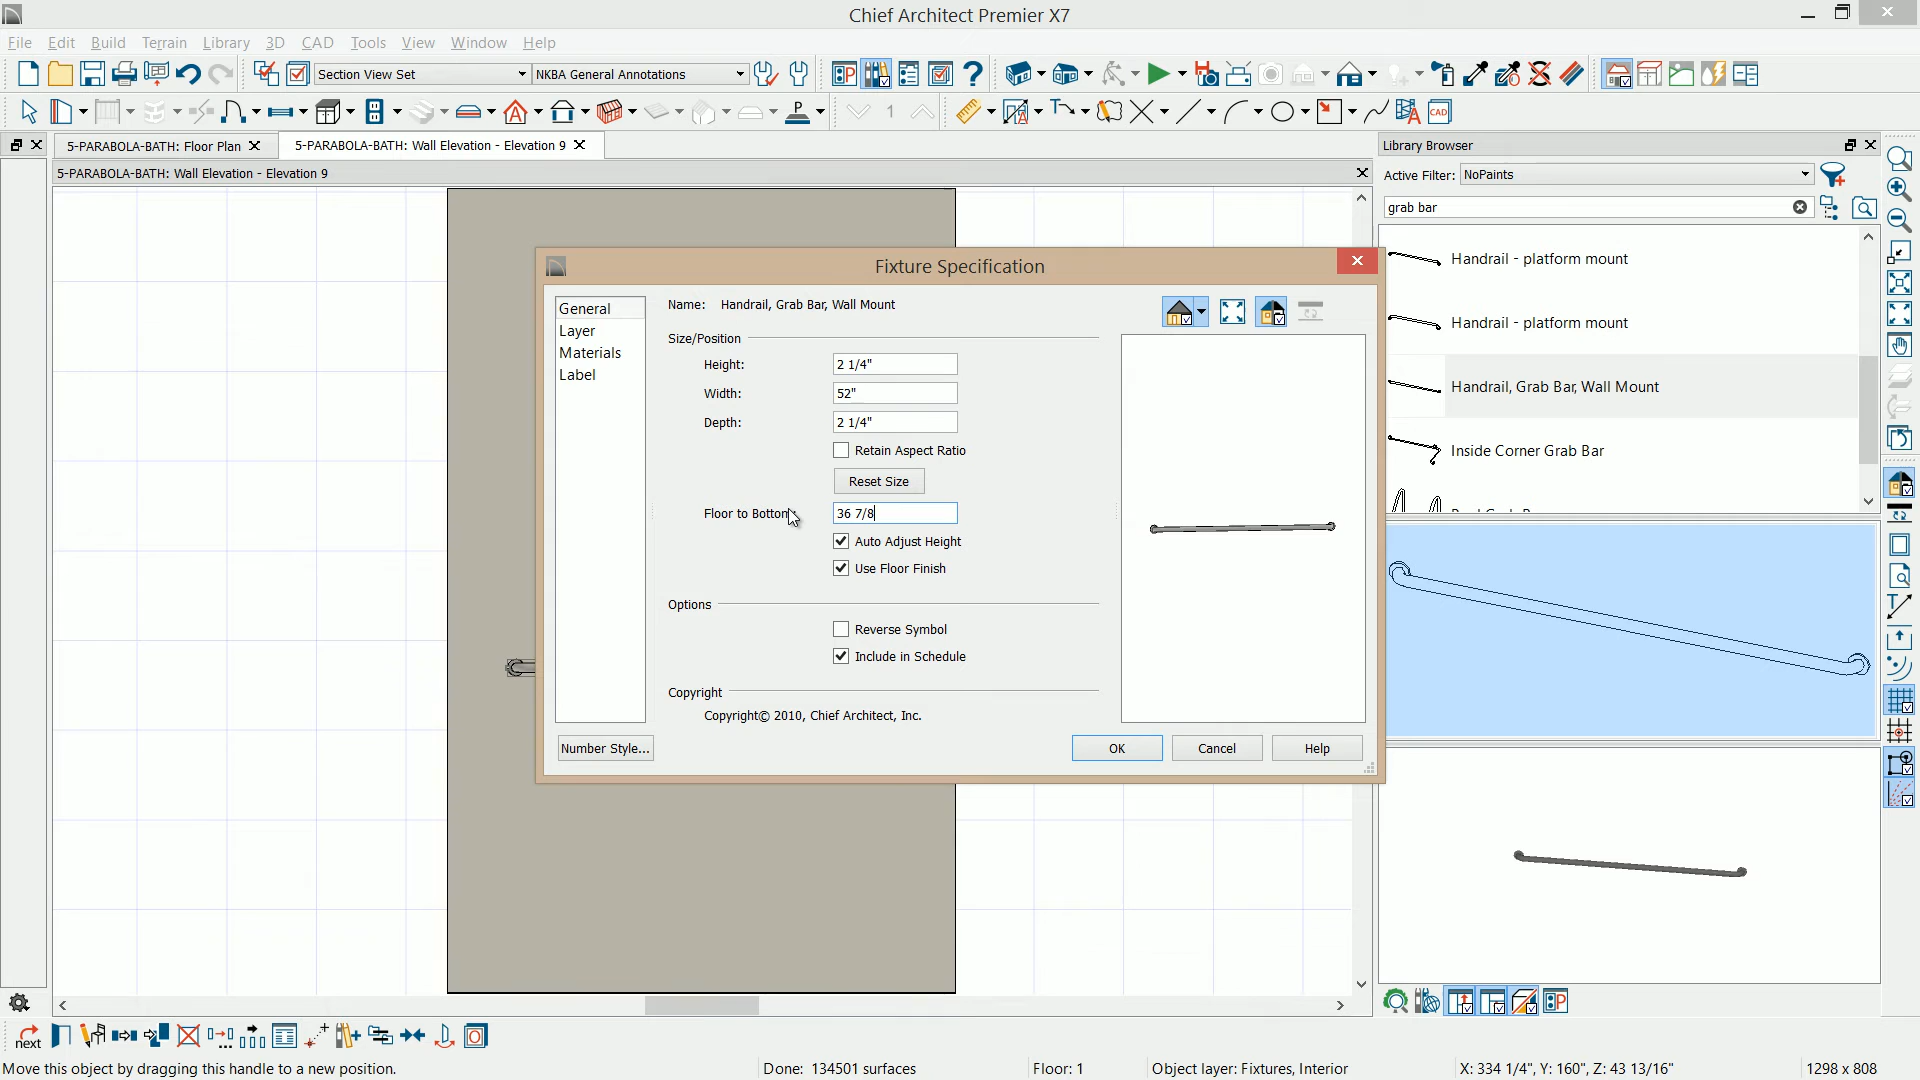 Chief Architect Premier X7
File Edit Build Terrain Library 3D CAD Tools View Window Help
Section View Set
NKBA General Annotations
1
P
CAD
5-PARABOLA-BATH: Floor Plan
5-PARABOLA-BATH: Wall Elevation - Elevation 9
5-PARABOLA-BATH: Wall Elevation - Elevation 9
Library Browser
Active Filter: NoPaints
grab bar
Handrail - platform mount
Handrail - platform mount
Handrail, Grab Bar, Wall Mount
Inside Corner Grab Bar
Fixture Specification
General
Layer
Materials
Label
Name: Handrail, Grab Bar, Wall Mount
Size/Position
Height: 2 1/4"
Width: 52"
Depth: 2 1/4"
Retain Aspect Ratio
Reset Size
Floor to Bottom: 36 7/8
Auto Adjust Height
Use Floor Finish
Options
Reverse Symbol
Include in Schedule
Copyright
Copyright© 2010, Chief Architect, Inc.
Number Style...
OK
Cancel
Help
next
Move this object by dragging this handle to a new position.
Done: 134501 surfaces
Floor: 1
Object layer: Fixtures, Interior
X: 334 1/4", Y: 160", Z: 43 13/16"
1298 x 808